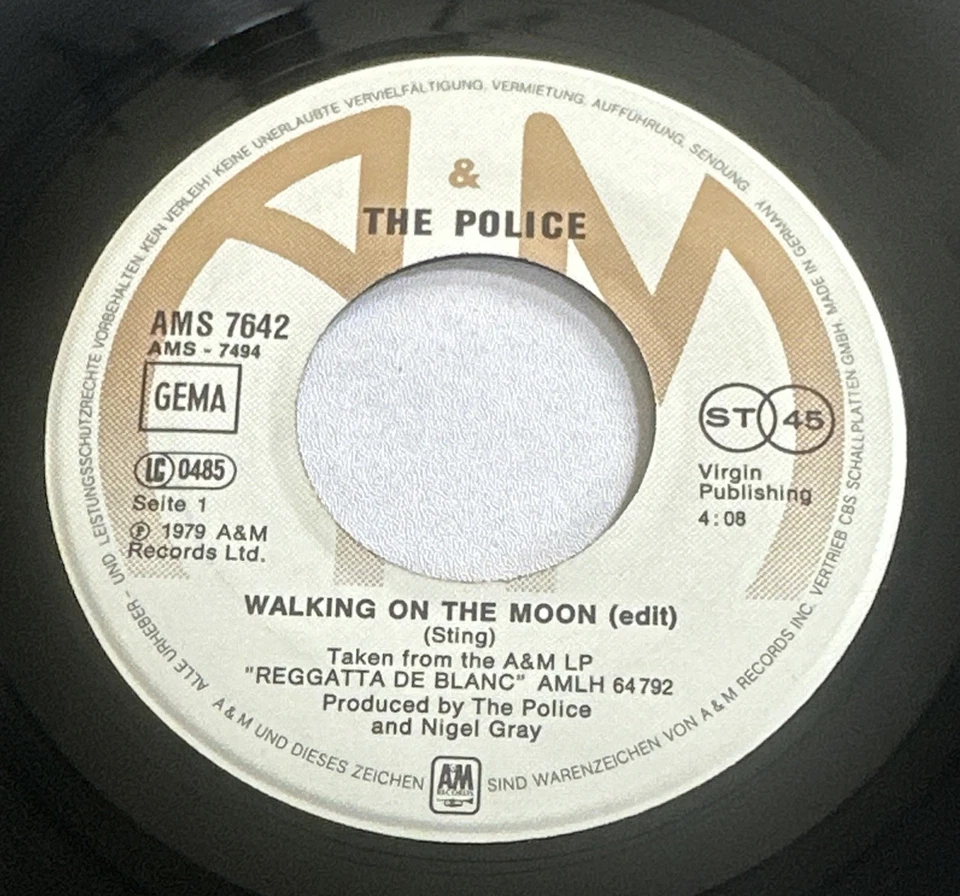 ALLE URHEBER- UND LEISTUNGSSCHUTZRECHTE VORBEHALTEN. KEIN VERLEIH! KEINE UNERLAUBTE VERVIELFÄLTIGUNG, VERMIETUNG, AUFFÜHRUNG, SENDUNG
A & M
THE POLICE
AMS 7642
AMS - 7494
GEMA
LC 0485
Seite 1
℗ 1979 A&M
Records Ltd.
ST 45
Virgin
Publishing
4:08
WALKING ON THE MOON (edit)
(Sting)
Taken from the A&M LP
"REGGATTA DE BLANC" AMLH 64792
Produced by The Police
and Nigel Gray
A & M UND DIESES ZEICHEN
AM
RECORDS
SIND WARENZEICHEN VON A & M RECORDS INC. VERTRIEB CBS SCHALLPLATTEN GMBH. MADE IN GERMANY